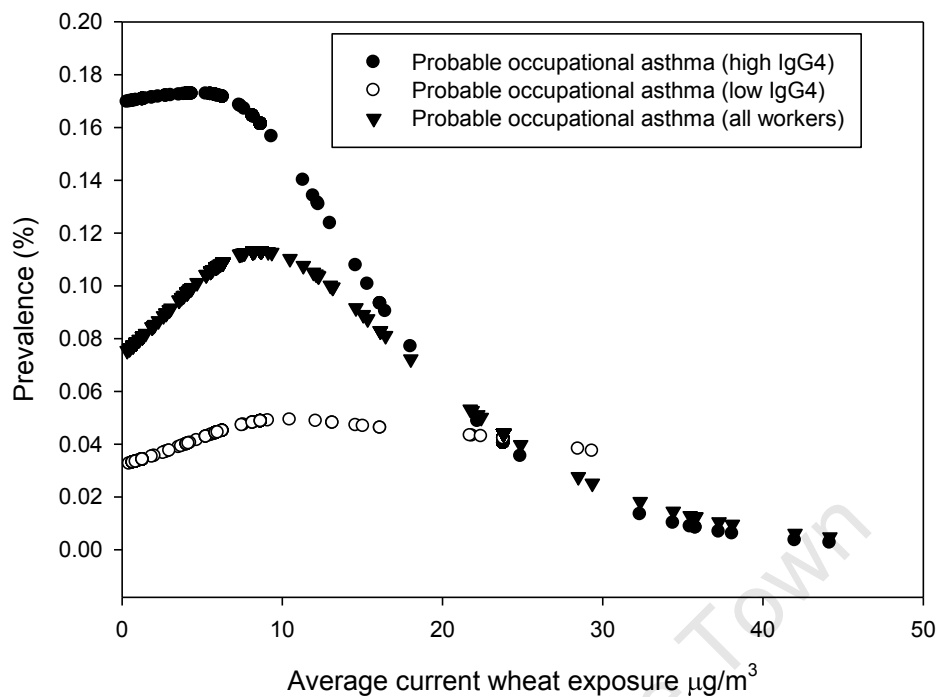 0.20
0.18
0.16
0.14
0.12
0.10
0.08
0.06
0.04
0.02
0.00
Prevalence (%)
Probable occupational asthma (high IgG4)
Probable occupational asthma (low IgG4)
Probable occupational asthma (all workers)
0 10 20 30 40 50
Average current wheat exposure μg/m³
Town